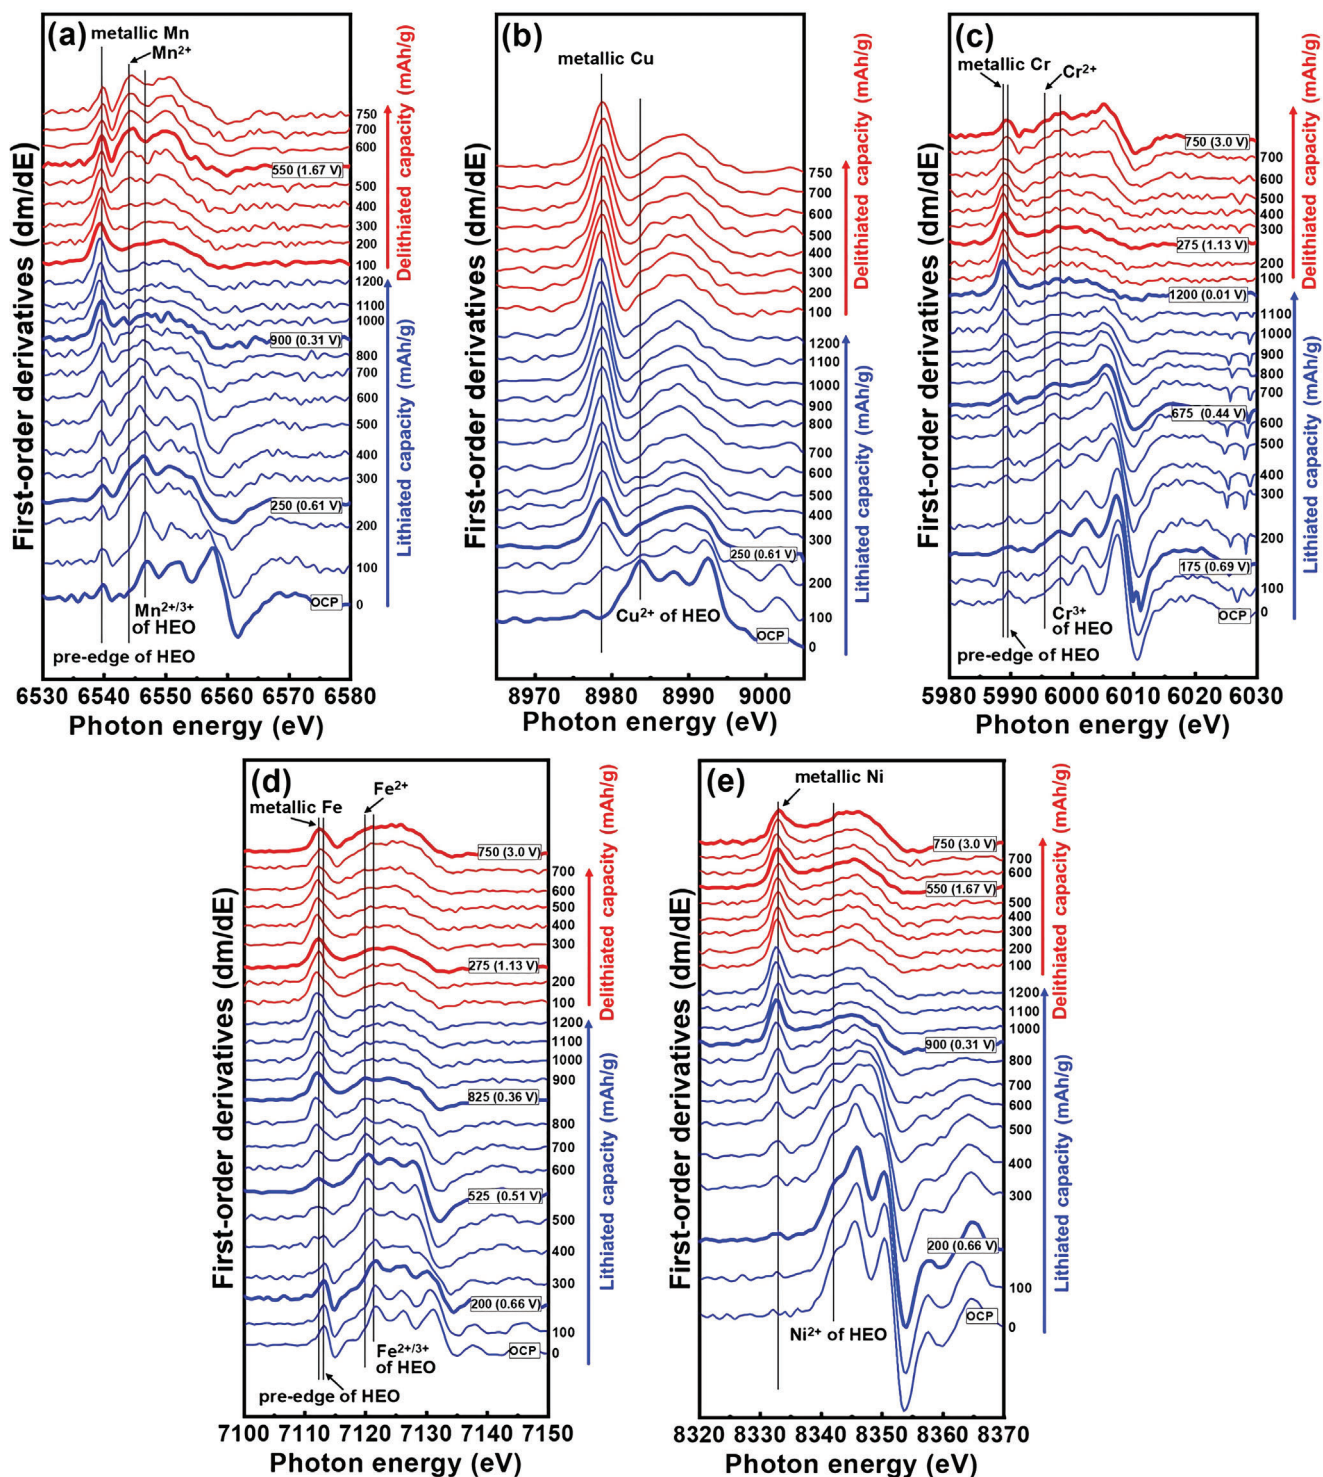 (a)
metallic Mn
Mn²⁺
750
700
600
550 (1.67 V)
500
400
300
200
100
1200
1100
1000
900 (0.31 V)
800
700
600
500
400
300
250 (0.61 V)
200
100
OCP
0
Mn²⁺/³⁺
of HEO
pre-edge of HEO
First-order derivatives (dm/dE)
Delithiated capacity (mAh/g)
Lithiated capacity (mAh/g)
6530 6540 6550 6560 6570 6580
Photon energy (eV)
(b)
metallic Cu
750
700
600
500
400
300
200
100
1200
1100
1000
900
800
700
600
500
400
300
250 (0.61 V)
200
100
OCP
0
Cu²⁺ of HEO
First-order derivatives (dm/dE)
Delithiated capacity (mAh/g)
Lithiated capacity (mAh/g)
8970 8980 8990 9000
Photon energy (eV)
(c)
metallic Cr
Cr²⁺
750 (3.0 V)
700
600
500
400
300
275 (1.13 V)
200
100
1200 (0.01 V)
1100
1000
900
800
700
675 (0.44 V)
600
500
400
300
200
175 (0.69 V)
100
0
OCP
Cr³⁺
of HEO
pre-edge of HEO
First-order derivatives (dm/dE)
Delithiated capacity (mAh/g)
Lithiated capacity (mAh/g)
5980 5990 6000 6010 6020 6030
Photon energy (eV)
(d)
Fe²⁺
metallic Fe
750 (3.0 V)
700
600
500
400
300
275 (1.13 V)
200
100
1200
1100
1000
900
825 (0.36 V)
800
700
600
525 (0.51 V)
500
400
300
200 (0.66 V)
100
OCP
0
Fe²⁺/³⁺
of HEO
pre-edge of HEO
First-order derivatives (dm/dE)
Delithiated capacity (mAh/g)
Lithiated capacity (mAh/g)
7100 7110 7120 7130 7140 7150
Photon energy (eV)
(e)
metallic Ni
750 (3.0 V)
700
600
550 (1.67 V)
400
300
200
100
1200
1100
1000
900 (0.31 V)
800
700
600
500
400
300
200 (0.66 V)
100
OCP
0
Ni²⁺ of HEO
First-order derivatives (dm/dE)
Delithiated capacity (mAh/g)
Lithiated capacity (mAh/g)
8320 8330 8340 8350 8360 8370
Photon energy (eV)